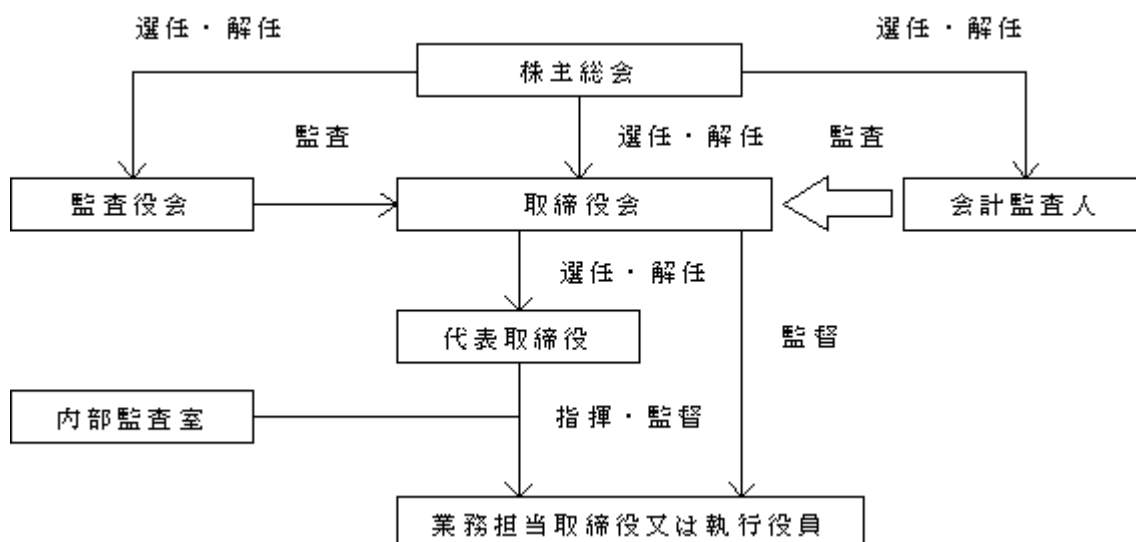 選任・解任
選任・解任
株主総会
監査
選任・解任
監査
監査役会
取締役会
会計監査人
選任・解任
代表取締役
監督
内部監査室
指揮・監督
業務担当取締役又は執行役員